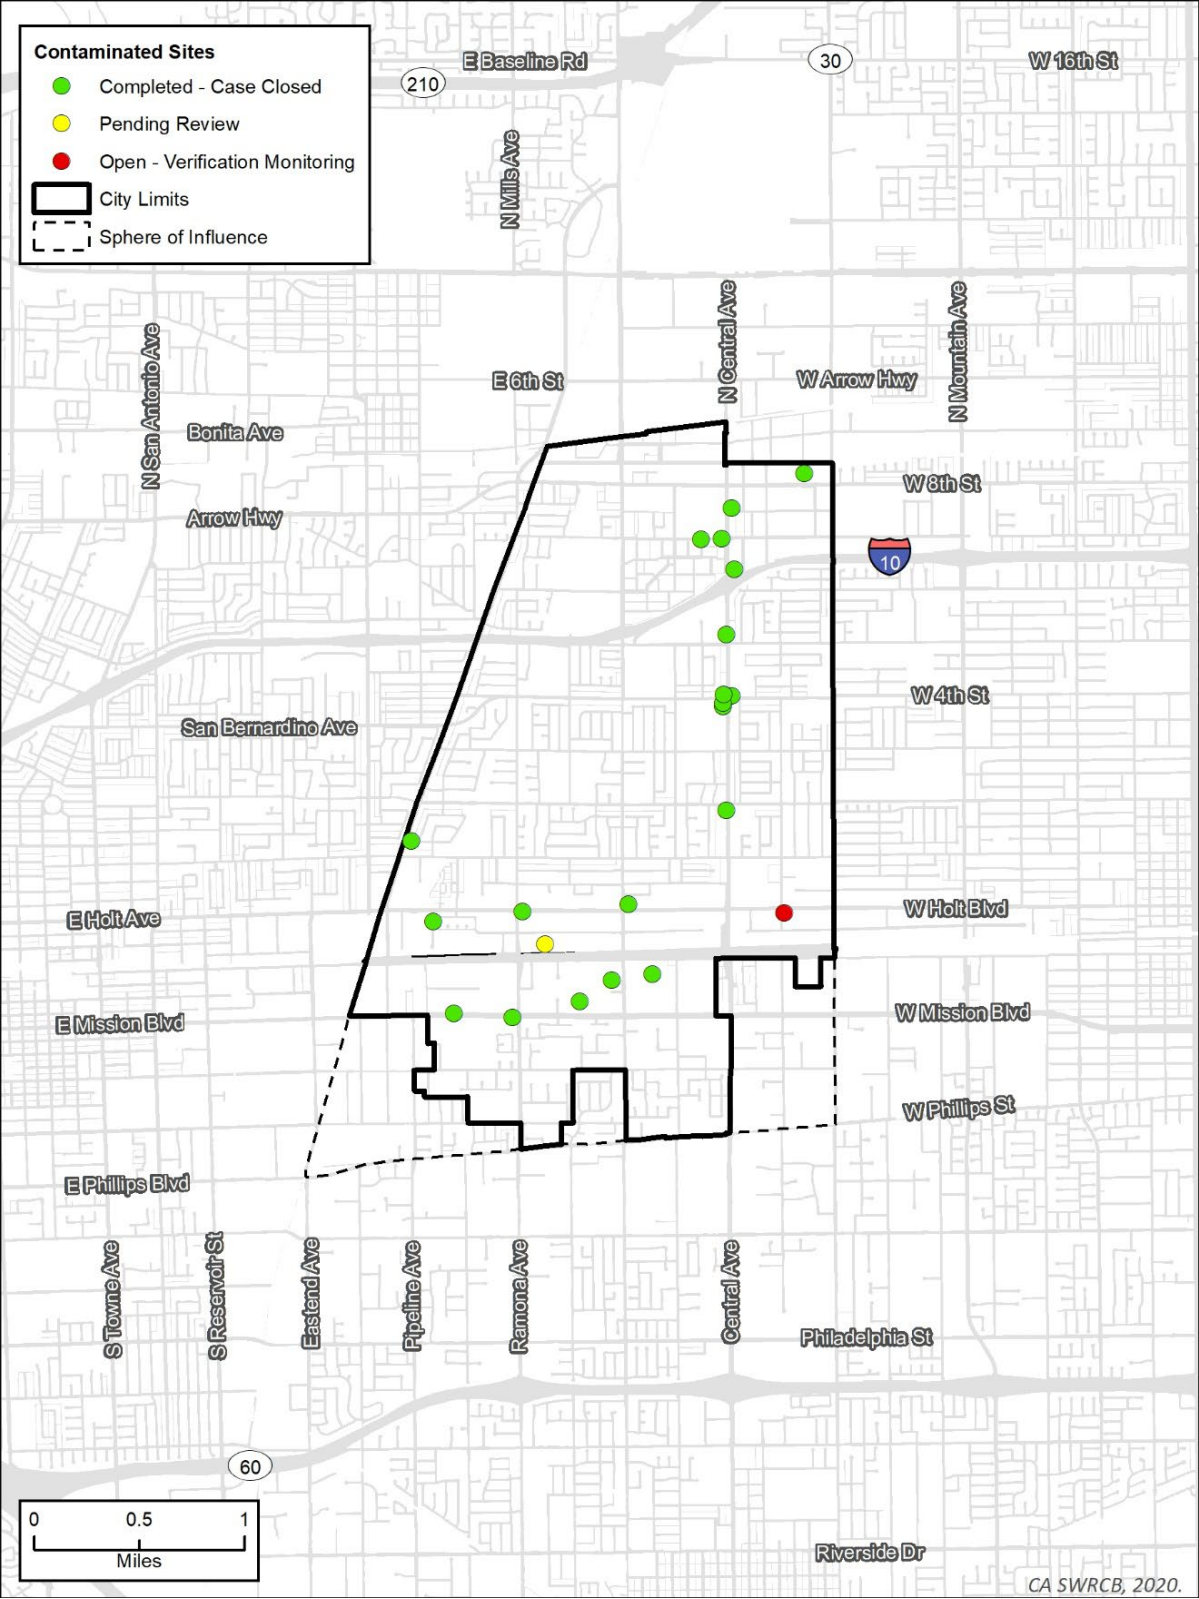 Contaminated Sites
Completed - Case Closed
Pending Review
Open - Verification Monitoring
City Limits
Sphere of Influence
E Baseline Rd
210
30
W 16th St
N Mills Ave
N San Antonio Ave
N Central Ave
N Mountain Ave
E 6th St
W Arrow Hwy
Bonita Ave
W 8th St
Arrow Hwy
10
W 4th St
San Bernardino Ave
E Holt Ave
W Holt Blvd
E Mission Blvd
W Mission Blvd
W Phillips St
E Phillips Blvd
S Towne Ave
S Reservoir St
Eastend Ave
Pipeline Ave
Ramona Ave
Central Ave
Philadelphia St
60
0 0.5 1
Miles
Riverside Dr
CA SWRCB, 2020.